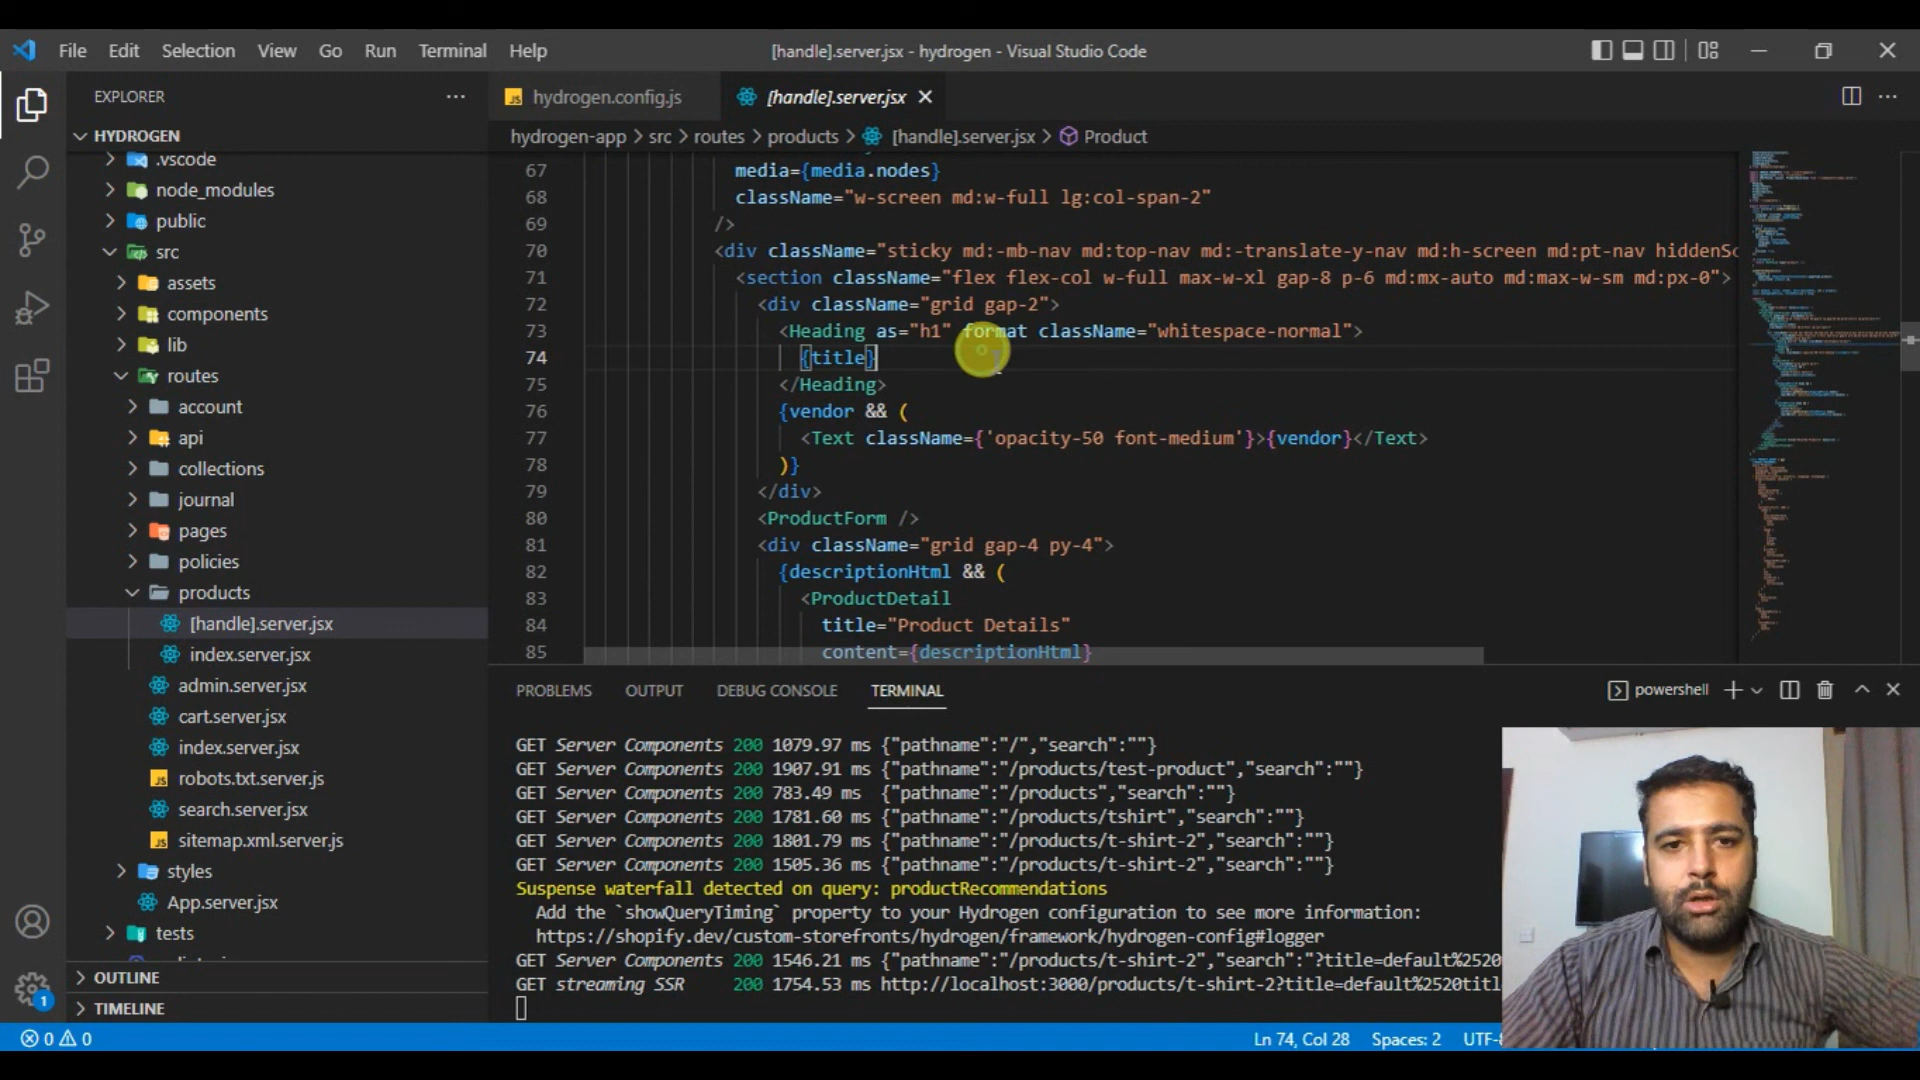 File Edit Selection View Go Run Terminal Help
[handle].server.jsx - hydrogen - Visual Studio Code
EXPLORER
HYDROGEN
.vscode
node_modules
public
src
assets
components
lib
routes
account
api
collections
journal
pages
policies
products
[handle].server.jsx
index.server.jsx
admin.server.jsx
cart.server.jsx
index.server.jsx
robots.txt.server.js
search.server.jsx
sitemap.xml.server.js
styles
App.server.jsx
tests
OUTLINE
TIMELINE
hydrogen.config.js
[handle].server.jsx
hydrogen-app > src > routes > products > [handle].server.jsx > Product
67 media={media.nodes}
68 className="w-screen md:w-full lg:col-span-2"
69 />
70 <div className="sticky md:-mb-nav md:top-nav md:-translate-y-nav md:h-screen md:pt-nav hiddenSc
71 <section className="flex flex-col w-full max-w-xl gap-8 p-6 md:mx-auto md:max-w-sm md:px-0">
72 <div className="grid gap-2">
73 <Heading as="h1" format className="whitespace-normal">
74 {title}
75 </Heading>
76 {vendor && (
77 <Text className={'opacity-50 font-medium'}>{vendor}</Text>
78 )}
79 </div>
80 <ProductForm />
81 <div className="grid gap-4 py-4">
82 {descriptionHtml && (
83 <ProductDetail
84 title="Product Details"
85 content={descriptionHtml}
PROBLEMS OUTPUT DEBUG CONSOLE TERMINAL
powershell
GET Server Components 200 1079.97 ms {"pathname":"/","search":""}
GET Server Components 200 1907.91 ms {"pathname":"/products/test-product","search":""}
GET Server Components 200 783.49 ms {"pathname":"/products","search":""}
GET Server Components 200 1781.60 ms {"pathname":"/products/tshirt","search":""}
GET Server Components 200 1801.79 ms {"pathname":"/products/t-shirt-2","search":""}
GET Server Components 200 1505.36 ms {"pathname":"/products/t-shirt-2","search":""}
Suspense waterfall detected on query: productRecommendations
Add the `showQueryTiming` property to your Hydrogen configuration to see more information:
https://shopify.dev/custom-storefronts/hydrogen/framework/hydrogen-config#logger
GET Server Components 200 1546.21 ms {"pathname":"/products/t-shirt-2","search":"?title=default%2520
GET streaming SSR 200 1754.53 ms http://localhost:3000/products/t-shirt-2?title=default%2520titl
1
0 0
Ln 74, Col 28 Spaces: 2 UTF-8